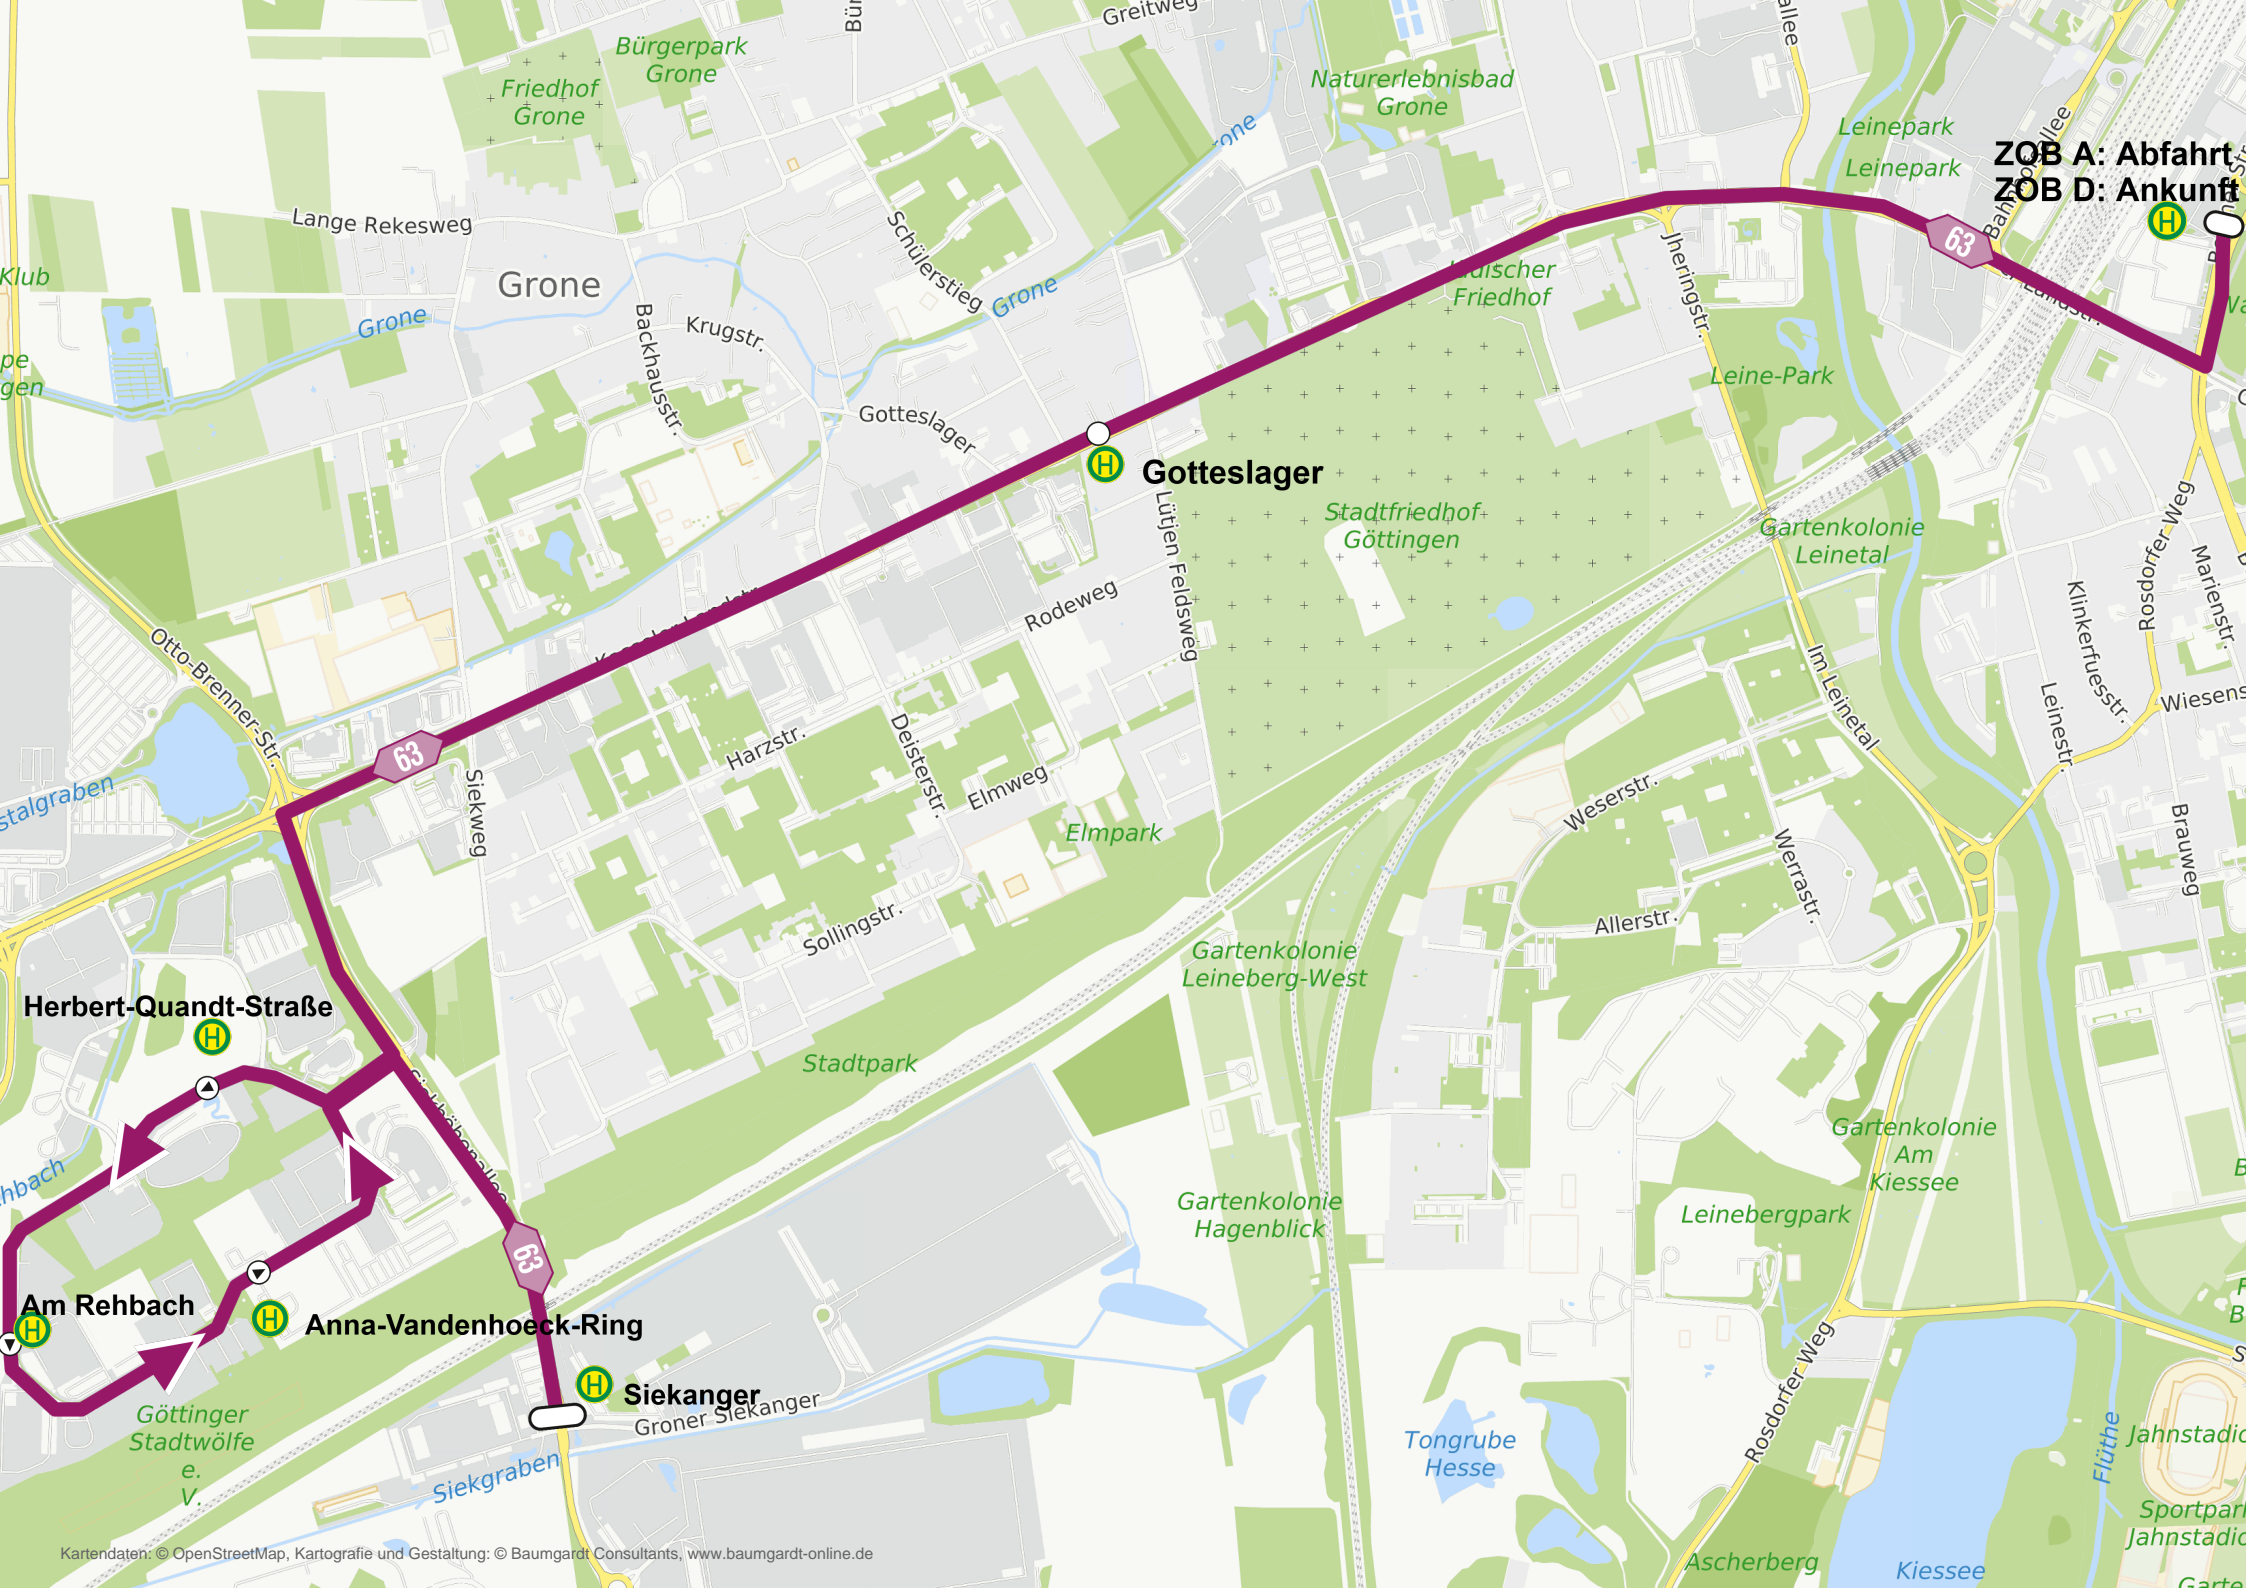 Greitweg
Bürgerpark
Grone
Friedhof
Grone
Naturerlebnisbad
Grone
Leinepark
Leinepark
ZOB A: Abfahrt
ZOB D: Ankunft
H
Bahnhofsallee
63
Lange Rekesweg
Grone
Schülerstieg
Grone
Grone
Klub
Krugstr.
Backhausstr.
Jüdischer
Friedhof
Jheringstr.
Leine-Park
Gotteslager
H
Gotteslager
Lütjen Feldsweg
Stadtfriedhof
Göttingen
Gartenkolonie
Leinetal
Rosdorfer Weg
Marienstr.
Klinkerfuesstr.
Rodeweg
Otto-Brenner-Str.
Im Leinetal
Leinestr.
63
Harzstr.
Deisterstr.
Elmweg
Siekweg
Elmpark
Weserstr.
Werrastr.
Brauweg
Allerstr.
Sollingstr.
Gartenkolonie
Leineberg-West
Herbert-Quandt-Straße
H
Stadtpark
Gartenkolonie
Am
Kiessee
Gartenkolonie
Hagenblick
Leinebergpark
63
Am Rehbach
H
H
Anna-Vandenhoeck-Ring
H
Siekanger
Groner Siekanger
Göttinger
Stadtwölfe
e.
V.
Siekgraben
Rosdorfer Weg
Tongrube
Hesse
Flüthe
Ascherberg
Kiessee
Kartendaten: © OpenStreetMap, Kartografie und Gestaltung: © Baumgardt Consultants, www.baumgardt-online.de